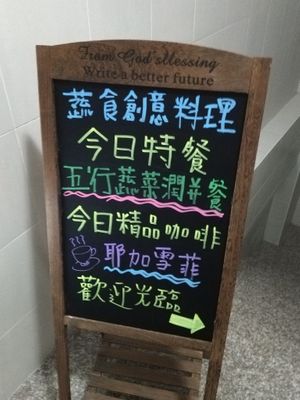 From God's Blessing
Write a better future
蔬食創意料理
今日特餐
五行蔬菜潤丼餐
今日精品咖啡
耶加雪菲
歡迎光臨